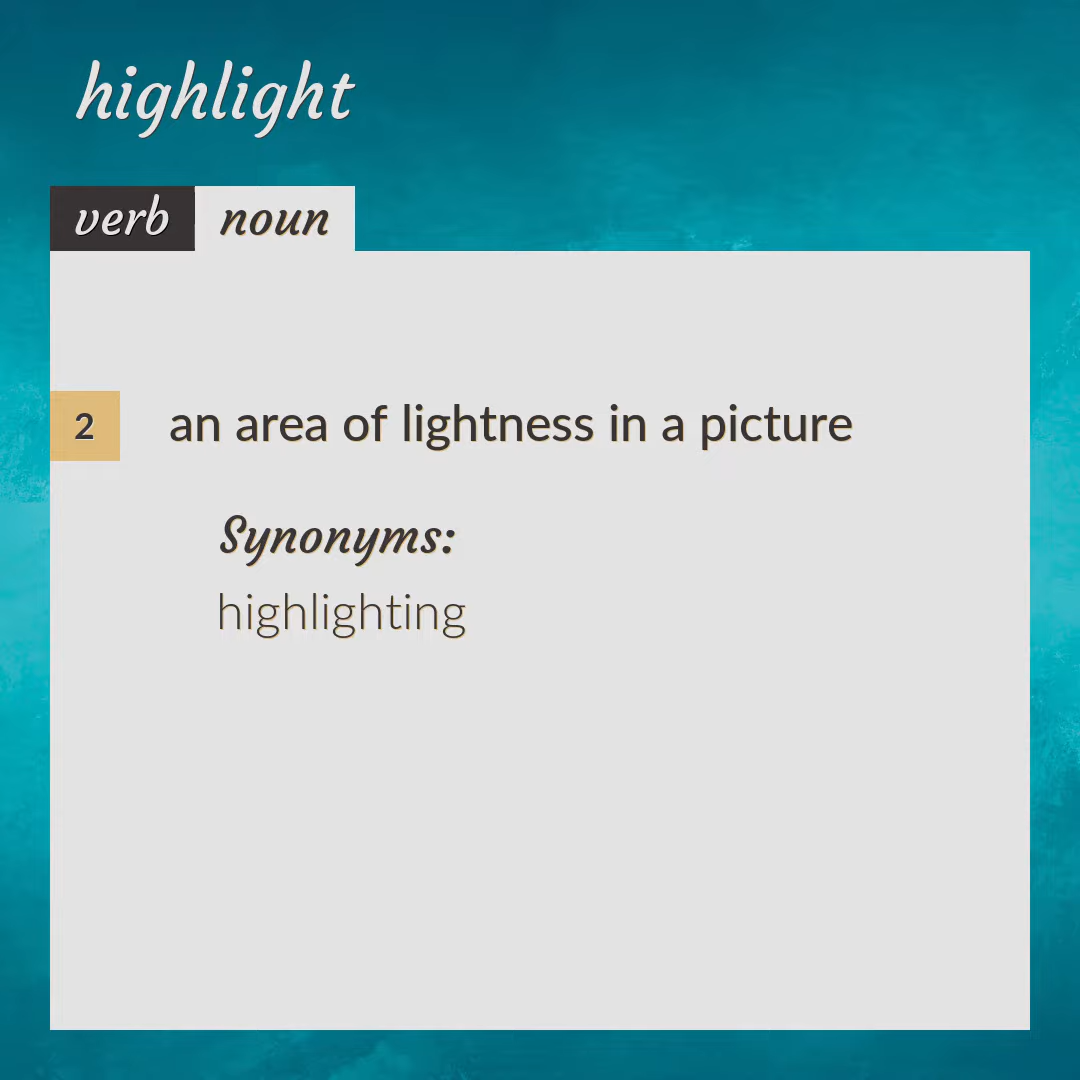 highlight
verb noun
2 an area of lightness in a picture
Synonyms:
highlighting